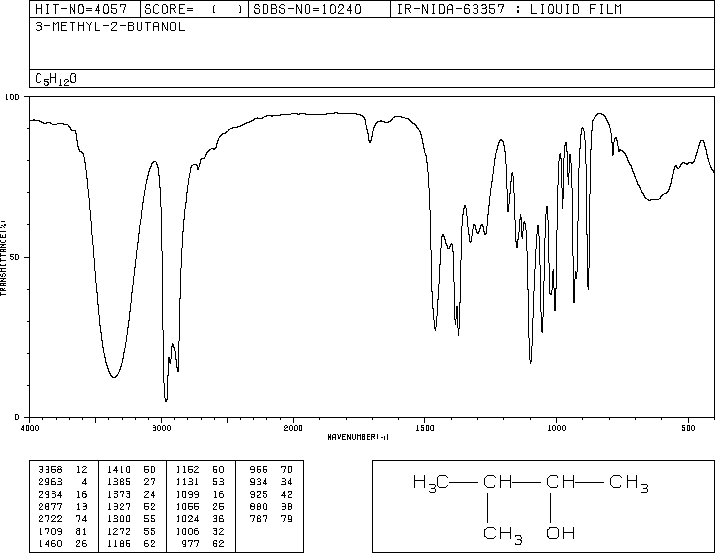 HIT-NO=4057 SCORE= ( ) SDBS-NO=10240 IR-NIDA-63357 : LIQUID FILM
3-METHYL-2-BUTANOL
C5H12O
100
50
0
TRANSMITTANCE(%)
4000 3000 2000 1500 1000 500
WAVENUMBER(-1)
3358 12 1410 50 1152 50 966 70
2963 4 1385 27 1131 53 934 34
2934 16 1373 24 1099 16 925 42
2877 13 1327 52 1055 25 880 38
2722 74 1300 55 1024 36 787 79
1709 81 1272 55 1006 32
1460 26 1186 62 977 62
H3C CH CH CH3
CH3 OH